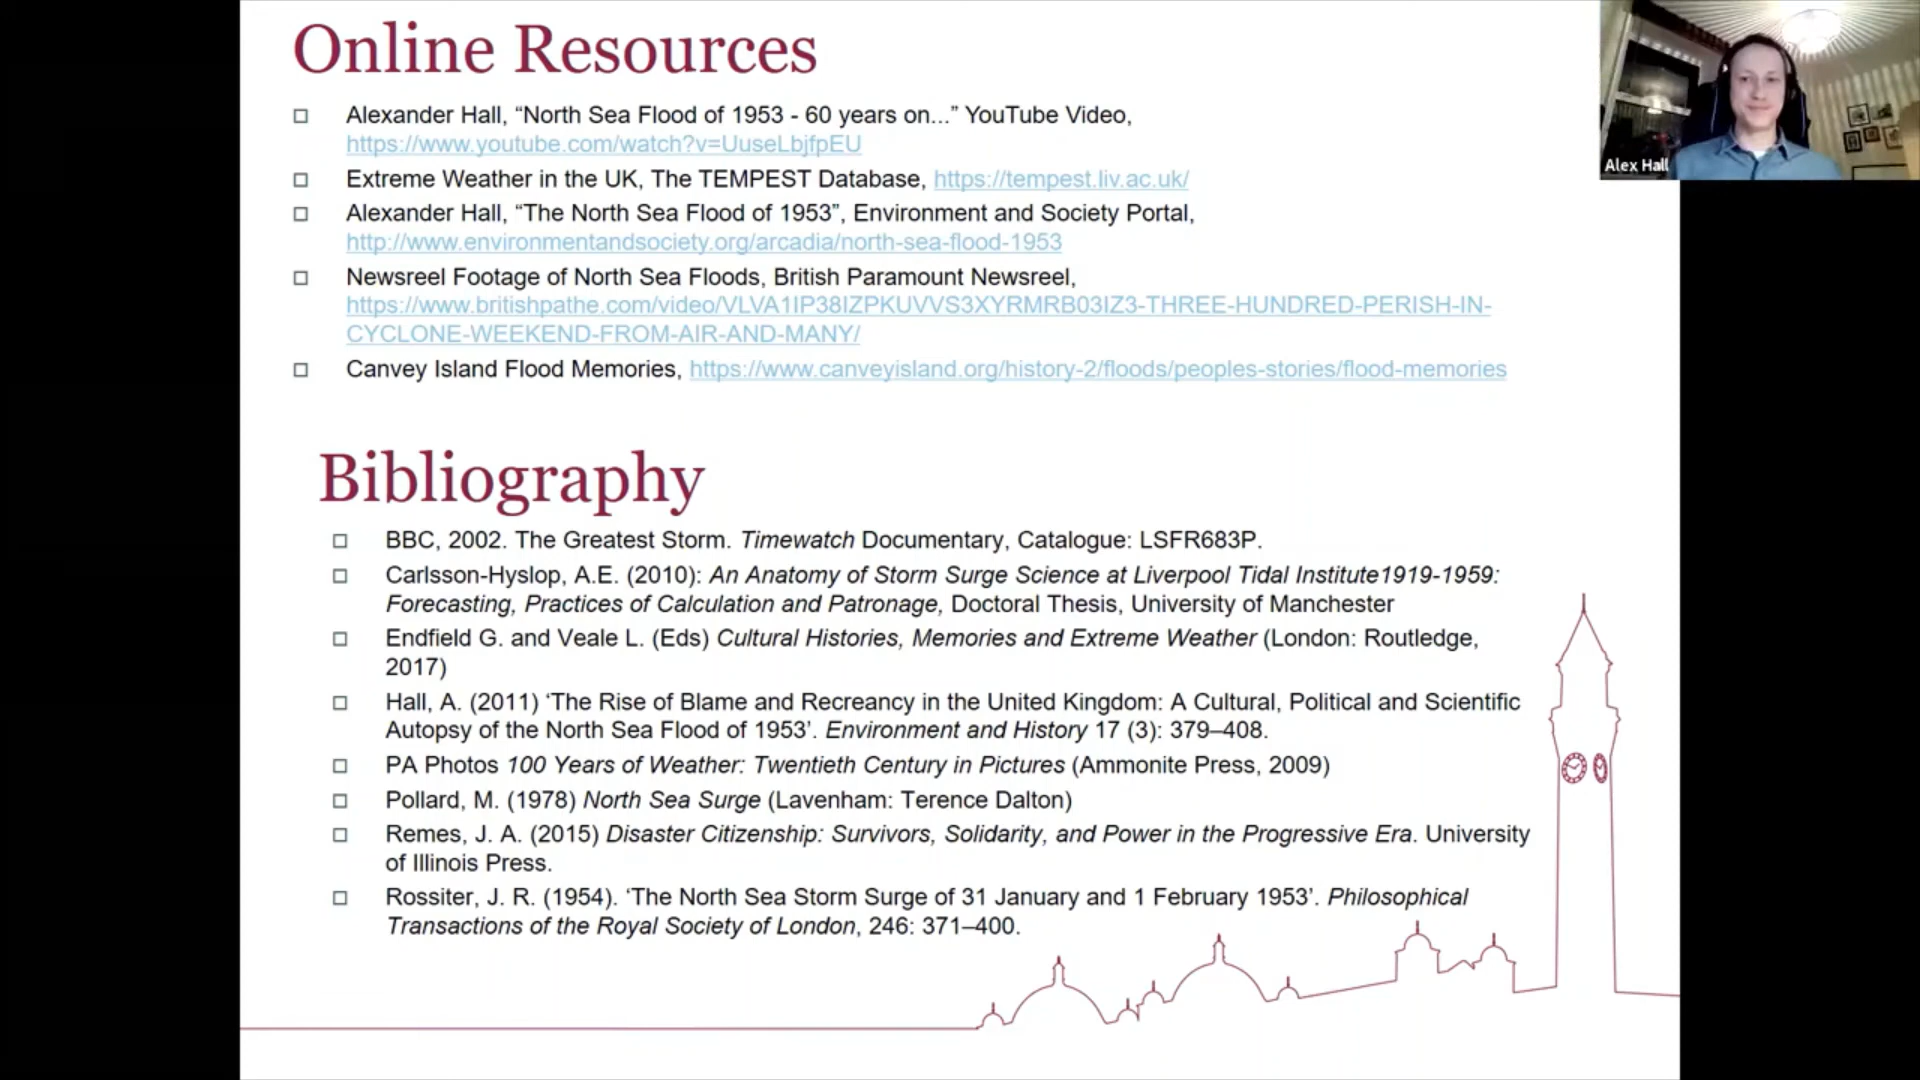 Online Resources
Alexander Hall, “North Sea Flood of 1953 - 60 years on...” YouTube Video,
https://www.youtube.com/watch?v=UuseLbjfpEU
Extreme Weather in the UK, The TEMPEST Database, https://tempest.liv.ac.uk/
Alexander Hall, “The North Sea Flood of 1953”, Environment and Society Portal,
http://www.environmentandsociety.org/arcadia/north-sea-flood-1953
Newsreel Footage of North Sea Floods, British Paramount Newsreel,
https://www.britishpathe.com/video/VLVA1IP38IZPKUVVS3XYRMRB03IZ3-THREE-HUNDRED-PERISH-IN-
CYCLONE-WEEKEND-FROM-AIR-AND-MANY/
Canvey Island Flood Memories, https://www.canveyisland.org/history-2/floods/peoples-stories/flood-memories
Alex Hall
Bibliography
BBC, 2002. The Greatest Storm. Timewatch Documentary, Catalogue: LSFR683P.
Carlsson-Hyslop, A.E. (2010): An Anatomy of Storm Surge Science at Liverpool Tidal Institute1919-1959:
Forecasting, Practices of Calculation and Patronage, Doctoral Thesis, University of Manchester
Endfield G. and Veale L. (Eds) Cultural Histories, Memories and Extreme Weather (London: Routledge,
2017)
Hall, A. (2011) ‘The Rise of Blame and Recreancy in the United Kingdom: A Cultural, Political and Scientific
Autopsy of the North Sea Flood of 1953’. Environment and History 17 (3): 379–408.
PA Photos 100 Years of Weather: Twentieth Century in Pictures (Ammonite Press, 2009)
Pollard, M. (1978) North Sea Surge (Lavenham: Terence Dalton)
Remes, J. A. (2015) Disaster Citizenship: Survivors, Solidarity, and Power in the Progressive Era. University
of Illinois Press.
Rossiter, J. R. (1954). ‘The North Sea Storm Surge of 31 January and 1 February 1953’. Philosophical
Transactions of the Royal Society of London, 246: 371–400.